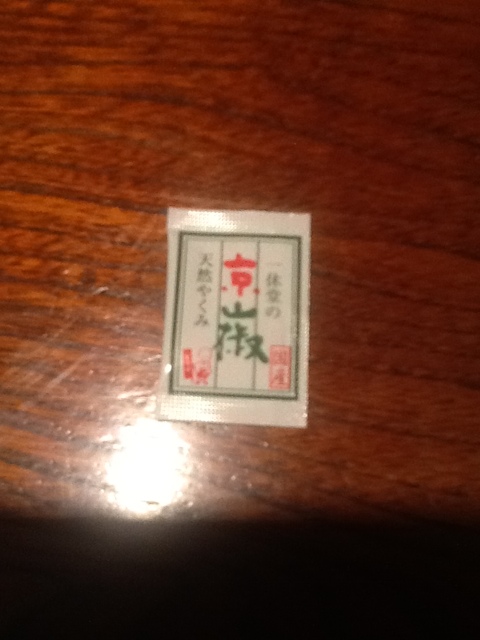 一休堂の
京山椒
天然やくみ
国産